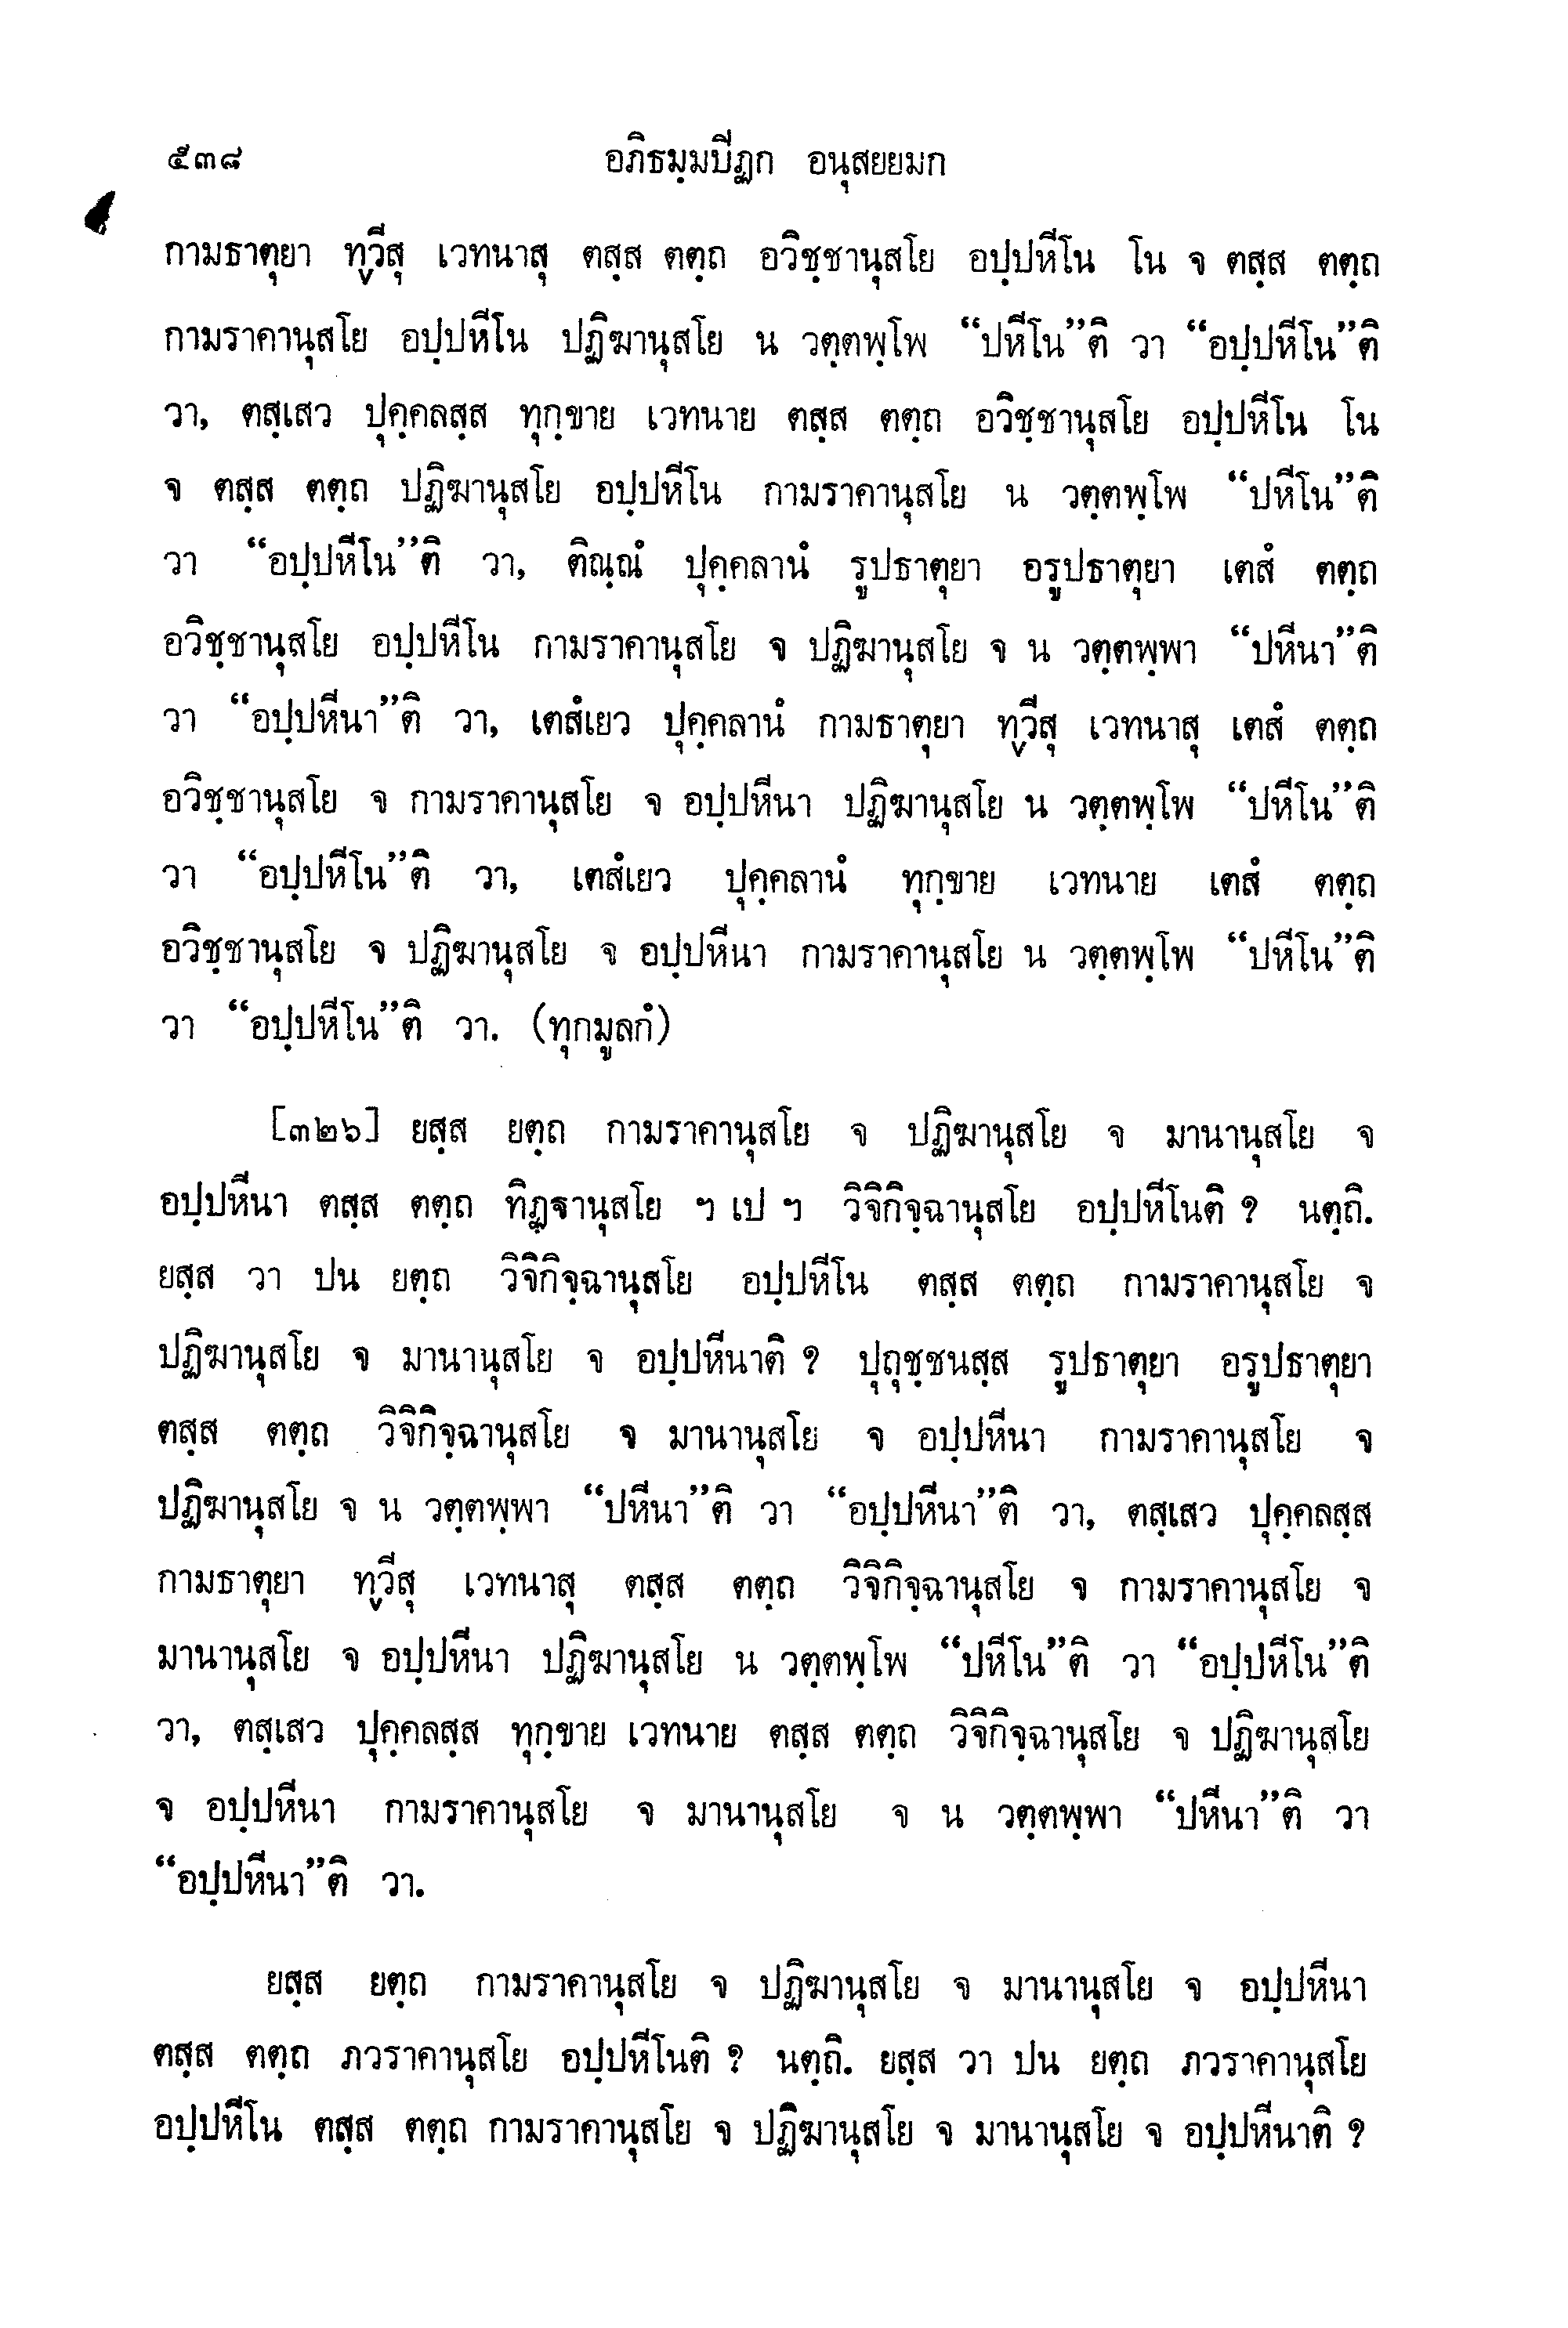 ๕๓๘ อภิธมฺมปีฏก อนุสยยมก
กามธาตุยา ทฺวีสุ เวทนาสุ ตสฺส ตตฺถ อวิชฺชานุสโย อปฺปหีโน โน จ ตสฺส ตตฺถ
กามราคานุสโย อปฺปหีโน ปฏิฆานุสโย น วตฺตพฺโพ “ปหีโน”ติ วา “อปฺปหีโน”ติ
วา, ตสฺเสว ปุคฺคลสฺส ทุกฺขาย เวทนาย ตสฺส ตตฺถ อวิชฺชานุสโย อปฺปหีโน โน
จ ตสฺส ตตฺถ ปฏิฆานุสโย อปฺปหีโน กามราคานุสโย น วตฺตพฺโพ “ปหีโน”ติ
วา “อปฺปหีโน”ติ วา, ติณฺณํ ปุคฺคลานํ รูปธาตุยา อรูปธาตุยา เตสํ ตตฺถ
อวิชฺชานุสโย อปฺปหีโน กามราคานุสโย จ ปฏิฆานุสโย จ น วตฺตพฺพา “ปหีนา”ติ
วา “อปฺปหีนา”ติ วา, เตสํเยว ปุคฺคลานํ กามธาตุยา ทฺวีสุ เวทนาสุ เตสํ ตตฺถ
อวิชฺชานุสโย จ กามราคานุสโย จ อปฺปหีนา ปฏิฆานุสโย น วตฺตพฺโพ “ปหีโน”ติ
วา “อปฺปหีโน”ติ วา, เตสํเยว ปุคฺคลานํ ทุกฺขาย เวทนาย เตสํ ตตฺถ
อวิชฺชานุสโย จ ปฏิฆานุสโย จ อปฺปหีนา กามราคานุสโย น วตฺตพฺโพ “ปหีโน”ติ
วา “อปฺปหีโน”ติ วา. (ทุกมูลกํ)
[๓๒๖] ยสฺส ยตฺถ กามราคานุสโย จ ปฏิฆานุสโย จ มานานุสโย จ
อปฺปหีนา ตสฺส ตตฺถ ทิฏฺฐานุสโย ฯ เป ฯ วิจิกิจฺฉานุสโย อปฺปหีโนติ ? นตฺถิ.
ยสฺส วา ปน ยตฺถ วิจิกิจฺฉานุสโย อปฺปหีโน ตสฺส ตตฺถ กามราคานุสโย จ
ปฏิฆานุสโย จ มานานุสโย จ อปฺปหีนาติ ? ปุถุชฺชนสฺส รูปธาตุยา อรูปธาตุยา
ตสฺส ตตฺถ วิจิกิจฺฉานุสโย จ มานานุสโย จ อปฺปหีนา กามราคานุสโย จ
ปฏิฆานุสโย จ น วตฺตพฺพา “ปหีนา”ติ วา “อปฺปหีนา”ติ วา, ตสฺเสว ปุคฺคลสฺส
กามธาตุยา ทฺวีสุ เวทนาสุ ตสฺส ตตฺถ วิจิกิจฺฉานุสโย จ กามราคานุสโย จ
มานานุสโย จ อปฺปหีนา ปฏิฆานุสโย น วตฺตพฺโพ “ปหีโน”ติ วา “อปฺปหีโน”ติ
วา, ตสฺเสว ปุคฺคลสฺส ทุกฺขาย เวทนาย ตสฺส ตตฺถ วิจิกิจฺฉานุสโย จ ปฏิฆานุสโย
จ อปฺปหีนา กามราคานุสโย จ มานานุสโย จ น วตฺตพฺพา “ปหีนา”ติ วา
“อปฺปหีนา”ติ วา.
ยสฺส ยตฺถ กามราคานุสโย จ ปฏิฆานุสโย จ มานานุสโย จ อปฺปหีนา
ตสฺส ตตฺถ ภวราคานุสโย อปฺปหีโนติ ? นตฺถิ. ยสฺส วา ปน ยตฺถ ภวราคานุสโย
อปฺปหีโน ตสฺส ตตฺถ กามราคานุสโย จ ปฏิฆานุสโย จ มานานุสโย จ อปฺปหีนาติ ?